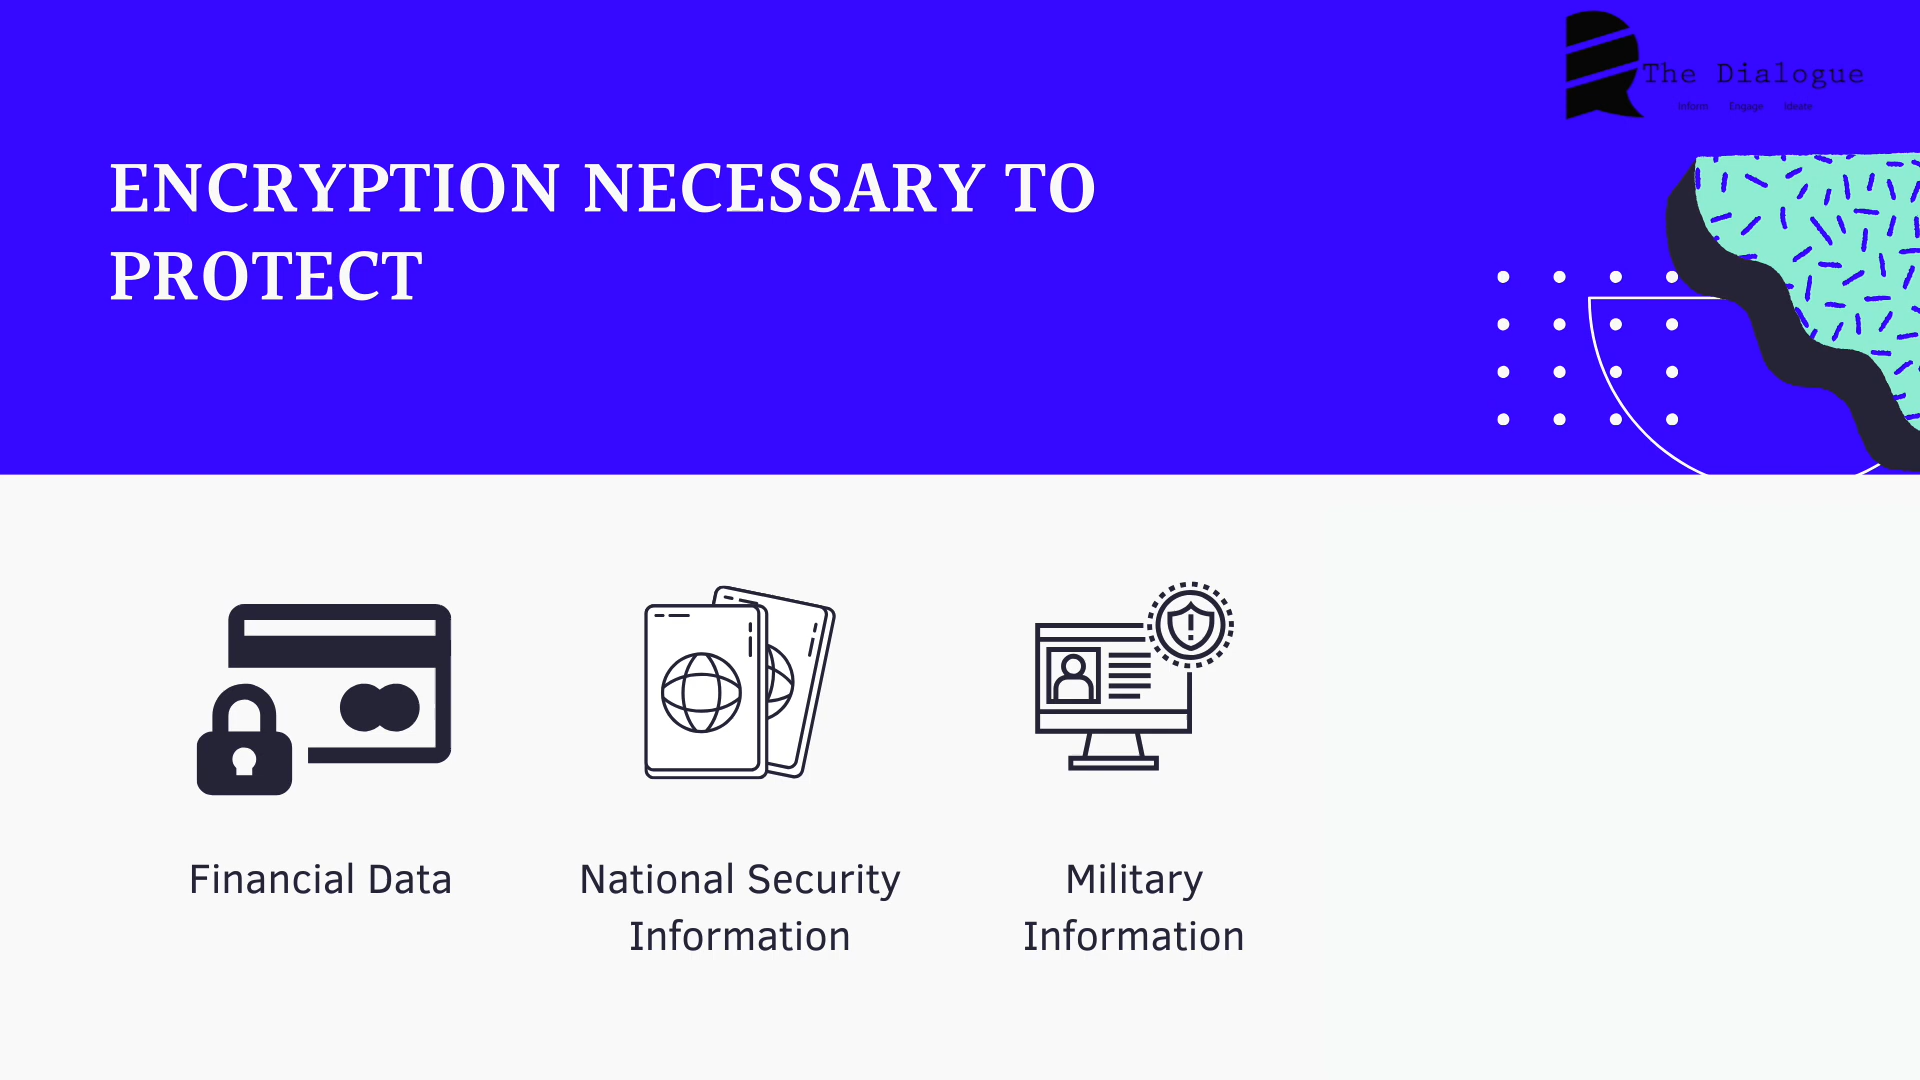 The Dialogue
Inform Engage Ideate
ENCRYPTION NECESSARY TO
PROTECT
Financial Data
National Security
Information
Military
Information